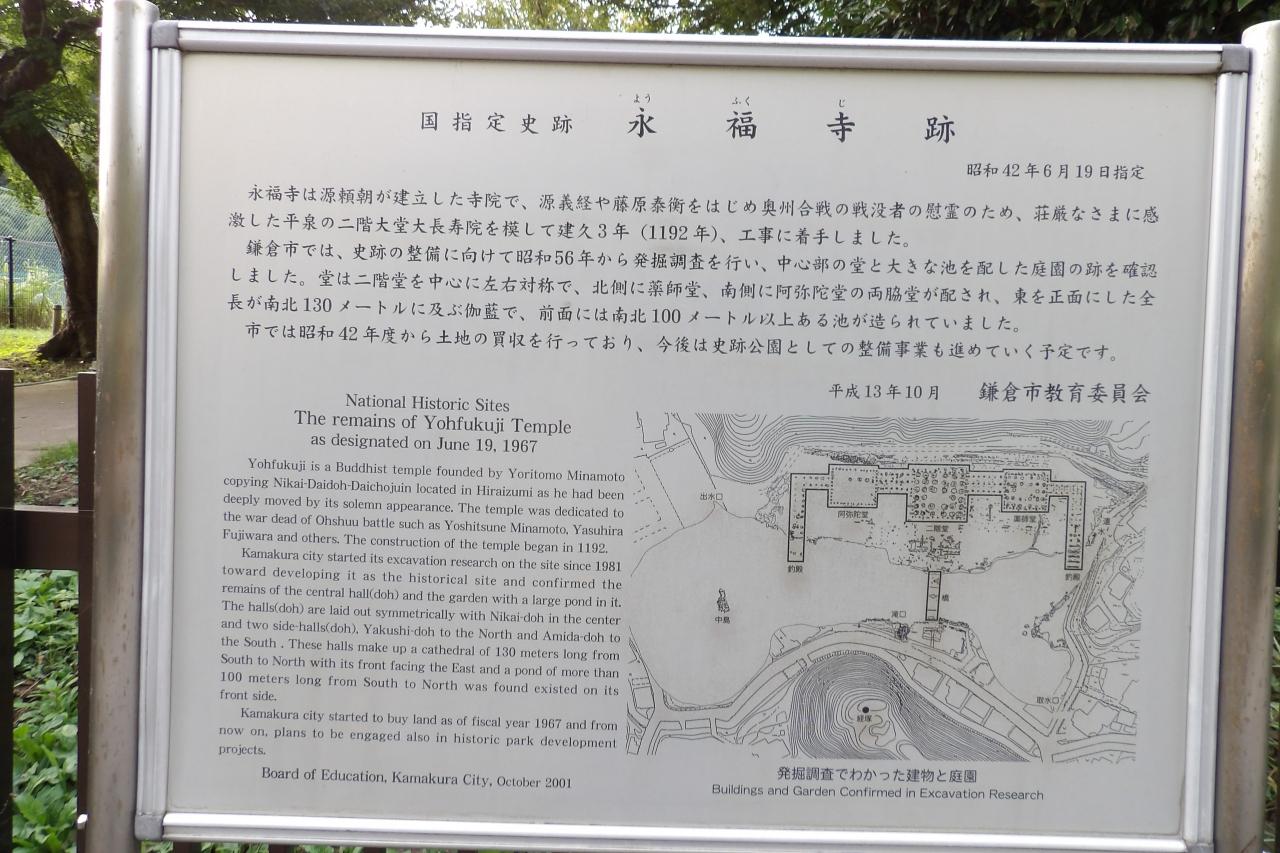 国指定史跡 永福寺跡
よう ふく じ
昭和42年6月19日指定
永福寺は源頼朝が建立した寺院で、源義経や藤原泰衡をはじめ奥州合戦の戦没者の慰霊のため、荘厳なさまに感
激した平泉の二階大堂大長寿院を模して建久3年（1192年）、工事に着手しました。
鎌倉市では、史跡の整備に向けて昭和56年から発掘調査を行い、中心部の堂と大きな池を配した庭園の跡を確認
しました。堂は二階堂を中心に左右対称で、北側に薬師堂、南側に阿弥陀堂の両脇堂が配され、東を正面にした全
長が南北130メートルに及ぶ伽藍で、前面には南北100メートル以上ある池が造られていました。
市では昭和42年度から土地の買収を行っており、今後は史跡公園としての整備事業も進めていく予定です。
平成13年10月 鎌倉市教育委員会
National Historic Sites
The remains of Yohfukuji Temple
as designated on June 19, 1967
Yohfukuji is a Buddhist temple founded by Yoritomo Minamoto
copying Nikai-Daidoh-Daichojuin located in Hiraizumi as he had been
deeply moved by its solemn appearance. The temple was dedicated to
the war dead of Ohshuu battle such as Yoshitsune Minamoto, Yasuhira
Fujiwara and others. The construction of the temple began in 1192.
Kamakura city started its excavation research on the site since 1981
toward developing it as the historical site and confirmed the
remains of the central hall(doh) and the garden with a large pond in it.
The halls(doh) are laid out symmetrically with Nikai-doh in the center
and two side-halls(doh), Yakushi-doh to the North and Amida-doh to
the South . These halls make up a cathedral of 130 meters long from
South to North with its front facing the East and a pond of more than
100 meters long from South to North was found existed on its
front side.
Kamakura city started to buy land as of fiscal year 1967 and from
now on, plans to be engaged also in historic park development
projects.
Board of Education, Kamakura City, October 2001
出水口
阿弥陀堂
二階堂
薬師堂
釣殿
釣殿
橋
中島
滝口
取水口
経塚
発掘調査でわかった建物と庭園
Buildings and Garden Confirmed in Excavation Research